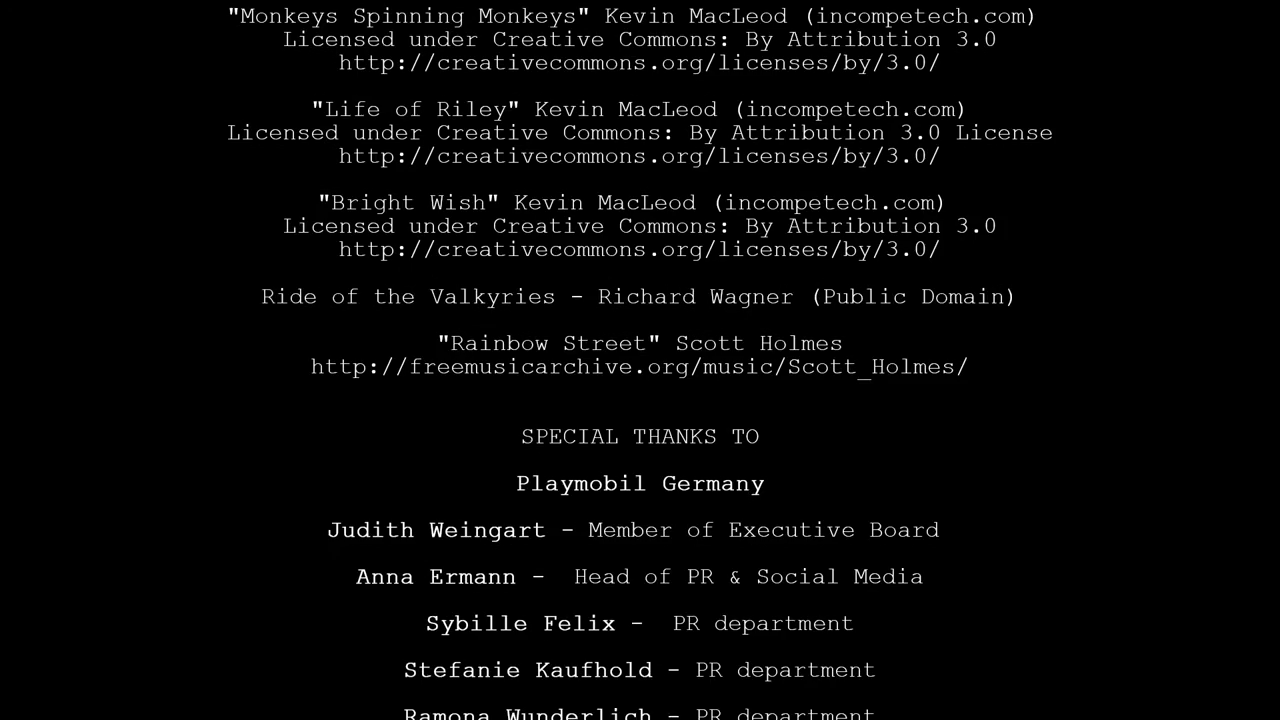 "Monkeys Spinning Monkeys" Kevin MacLeod (incompetech.com)
Licensed under Creative Commons: By Attribution 3.0
http://creativecommons.org/licenses/by/3.0/
"Life of Riley" Kevin MacLeod (incompetech.com)
Licensed under Creative Commons: By Attribution 3.0 License
http://creativecommons.org/licenses/by/3.0/
"Bright Wish" Kevin MacLeod (incompetech.com)
Licensed under Creative Commons: By Attribution 3.0
http://creativecommons.org/licenses/by/3.0/
Ride of the Valkyries - Richard Wagner (Public Domain)
"Rainbow Street" Scott Holmes
http://freemusicarchive.org/music/Scott_Holmes/
SPECIAL THANKS TO
Playmobil Germany
Judith Weingart - Member of Executive Board
Anna Ermann - Head of PR & Social Media
Sybille Felix - PR department
Stefanie Kaufhold - PR department
Ramona Wunderlich - PR department